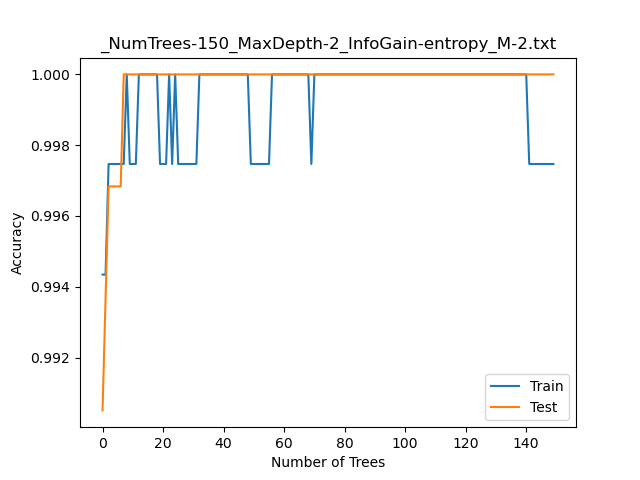 _NumTrees-150_MaxDepth-2_InfoGain-entropy_M-2.txt
1.000
0.998
0.996
0.994
0.992
Accuracy
0 20 40 60 80 100 120 140
Number of Trees
Train
Test